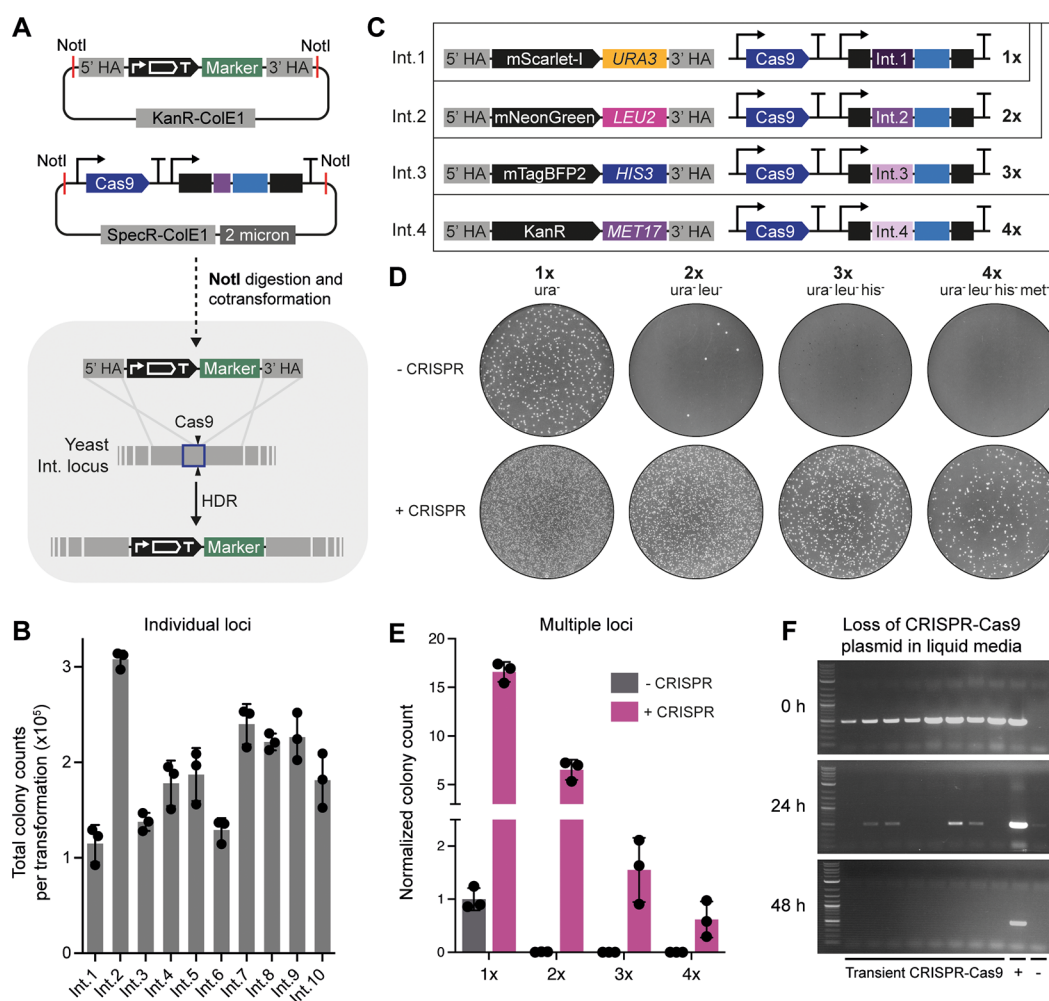 A
NotI
NotI
5' HA
T
Marker
3' HA
KanR-ColE1
NotI
NotI
Cas9
SpecR-ColE1
2 micron
NotI digestion and
cotransformation
5' HA
T
Marker
3' HA
Cas9
Yeast
Int. locus
HDR
T
Marker
C
Int.1
5' HA
mScarlet-I
URA3
3' HA
Cas9
Int.1
1x
Int.2
5' HA
mNeonGreen
LEU2
3' HA
Cas9
Int.2
2x
Int.3
5' HA
mTagBFP2
HIS3
3' HA
Cas9
Int.3
3x
Int.4
5' HA
KanR
MET17
3' HA
Cas9
Int.4
4x
D
1x
2x
3x
4x
ura-
ura- leu-
ura- leu- his-
ura- leu- his- met-
- CRISPR
+ CRISPR
B
Individual loci
Total colony counts
per transformation (x10⁵)
3
2
1
0
Int.1
Int.2
Int.3
Int.4
Int.5
Int.6
Int.7
Int.8
Int.9
Int.10
E
Multiple loci
Normalized colony count
20
15
10
5
2
1
0
- CRISPR
+ CRISPR
1x
2x
3x
4x
F
Loss of CRISPR-Cas9
plasmid in liquid media
0 h
24 h
48 h
Transient CRISPR-Cas9
+
-